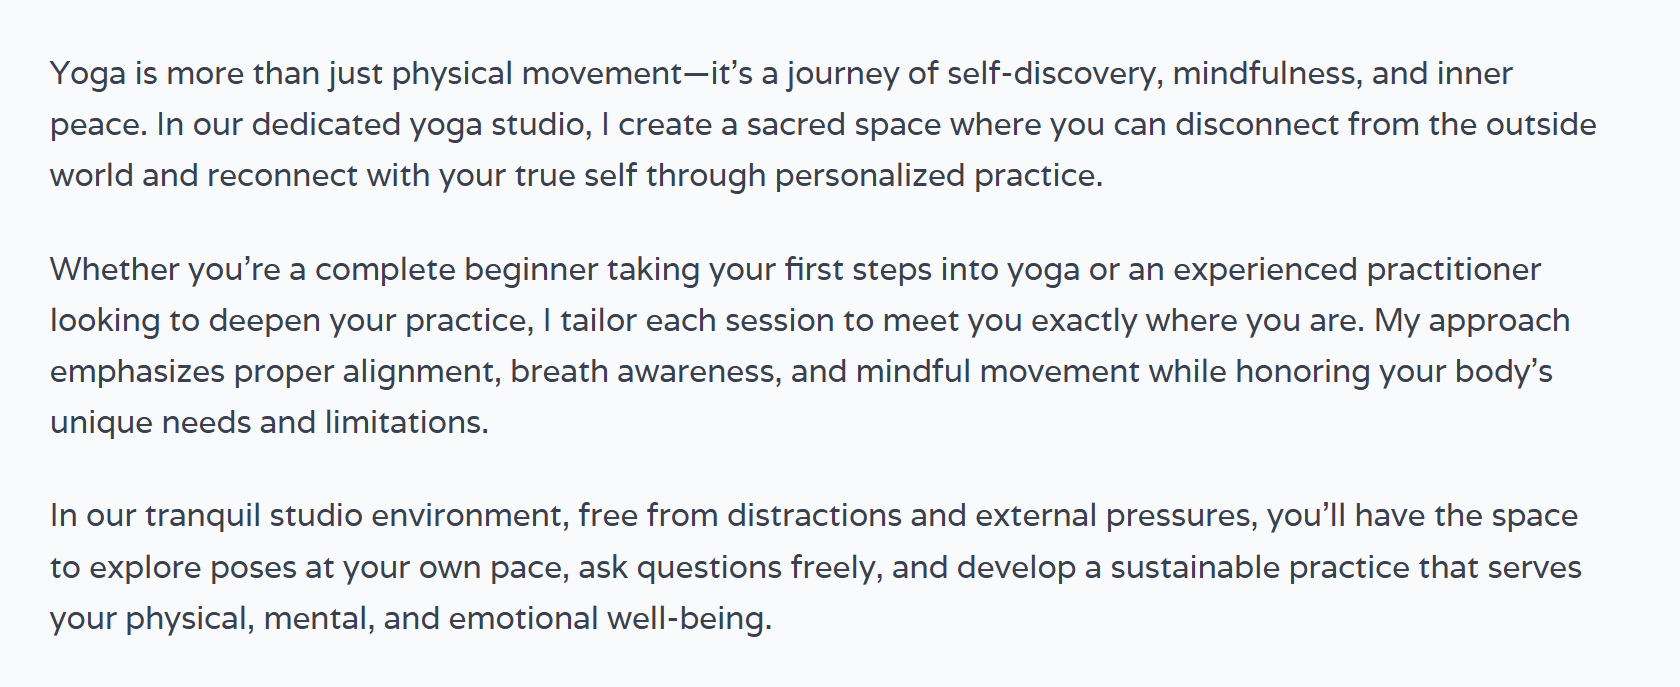 Yoga is more than just physical movement—it’s a journey of self-discovery, mindfulness, and inner
peace. In our dedicated yoga studio, I create a sacred space where you can disconnect from the outside
world and reconnect with your true self through personalized practice.
Whether you’re a complete beginner taking your first steps into yoga or an experienced practitioner
looking to deepen your practice, I tailor each session to meet you exactly where you are. My approach
emphasizes proper alignment, breath awareness, and mindful movement while honoring your body’s
unique needs and limitations.
In our tranquil studio environment, free from distractions and external pressures, you’ll have the space
to explore poses at your own pace, ask questions freely, and develop a sustainable practice that serves
your physical, mental, and emotional well-being.